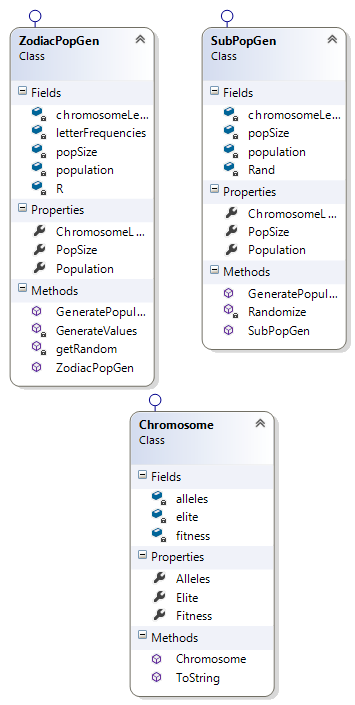 ZodiacPopGen
Class
Fields
chromosomeLe...
letterFrequencies
popSize
population
R
Properties
ChromosomeL...
PopSize
Population
Methods
GeneratePopul...
GenerateValues
getRandom
ZodiacPopGen
SubPopGen
Class
Fields
chromosomeLe...
popSize
population
Rand
Properties
ChromosomeL...
PopSize
Population
Methods
GeneratePopul...
Randomize
SubPopGen
Chromosome
Class
Fields
alleles
elite
fitness
Properties
Alleles
Elite
Fitness
Methods
Chromosome
ToString